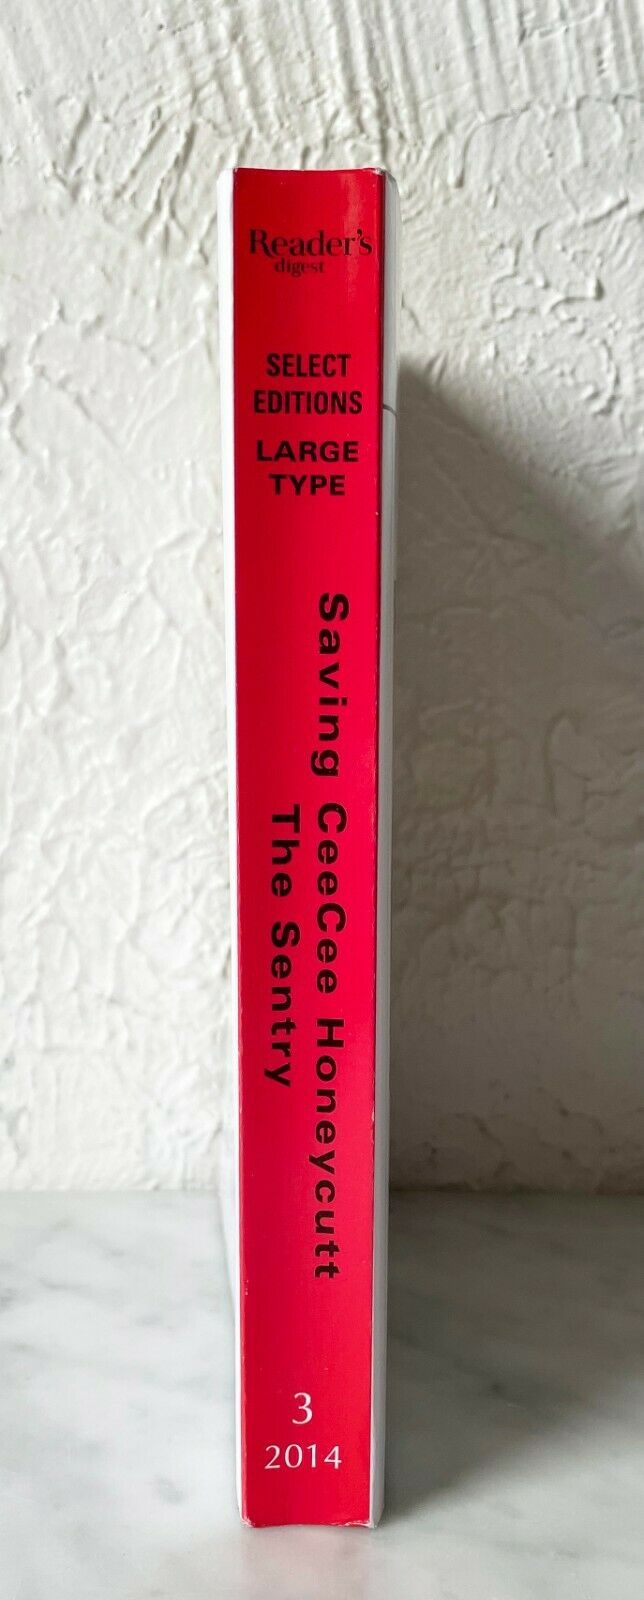 Reader's
digest
SELECT
EDITIONS
LARGE
TYPE
Saving CeeCee Honeycutt
The Sentry
3
2014